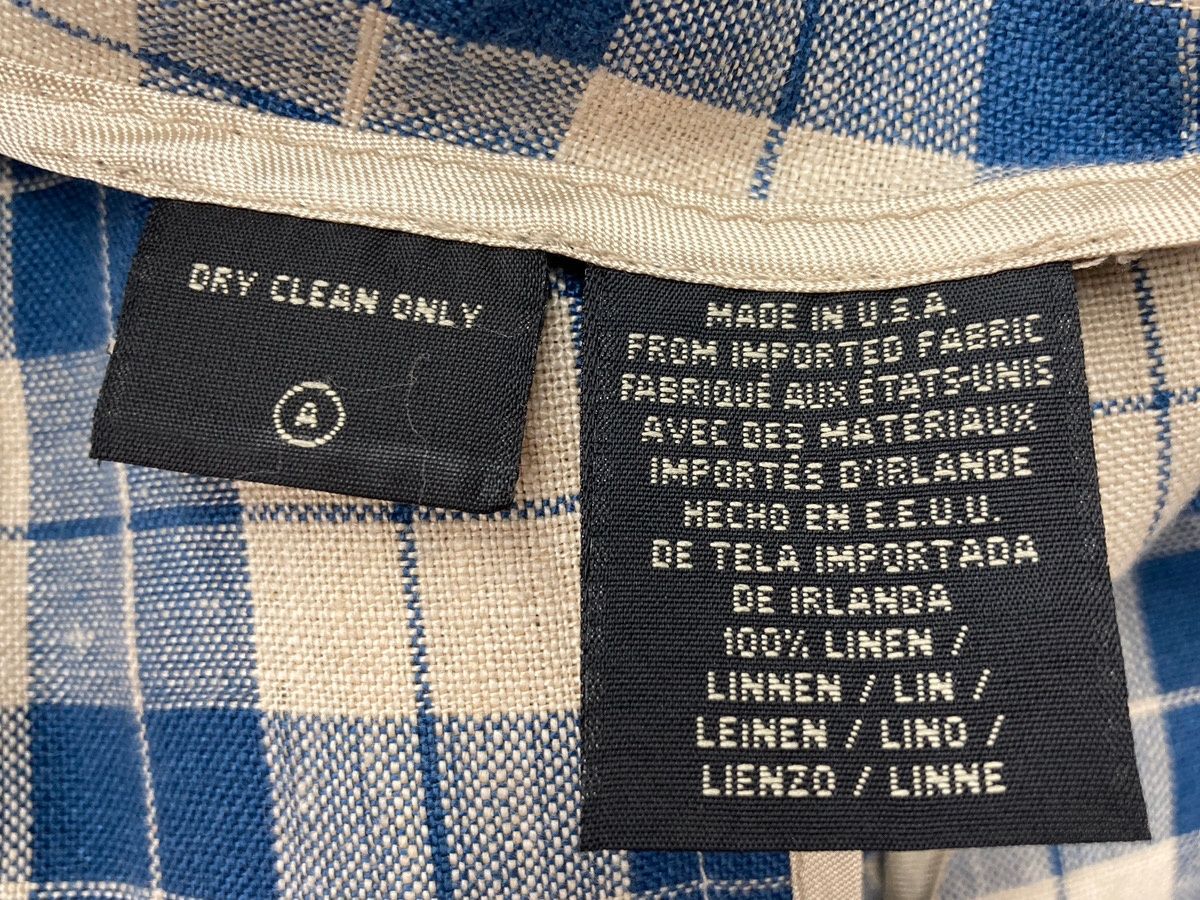 DRY CLEAN ONLY
A
MADE IN U.S.A.
FROM IMPORTED FABRIC
FABRIQUÉ AUX ÉTATS-UNIS
AVEC DES MATÉRIAUX
IMPORTÉS D'IRLANDE
HECHO EN E.E.U.U.
DE TELA IMPORTADA
DE IRLANDA
100% LINEN /
LINNEN / LIN /
LEINEN / LINO /
LIENZO / LINNE